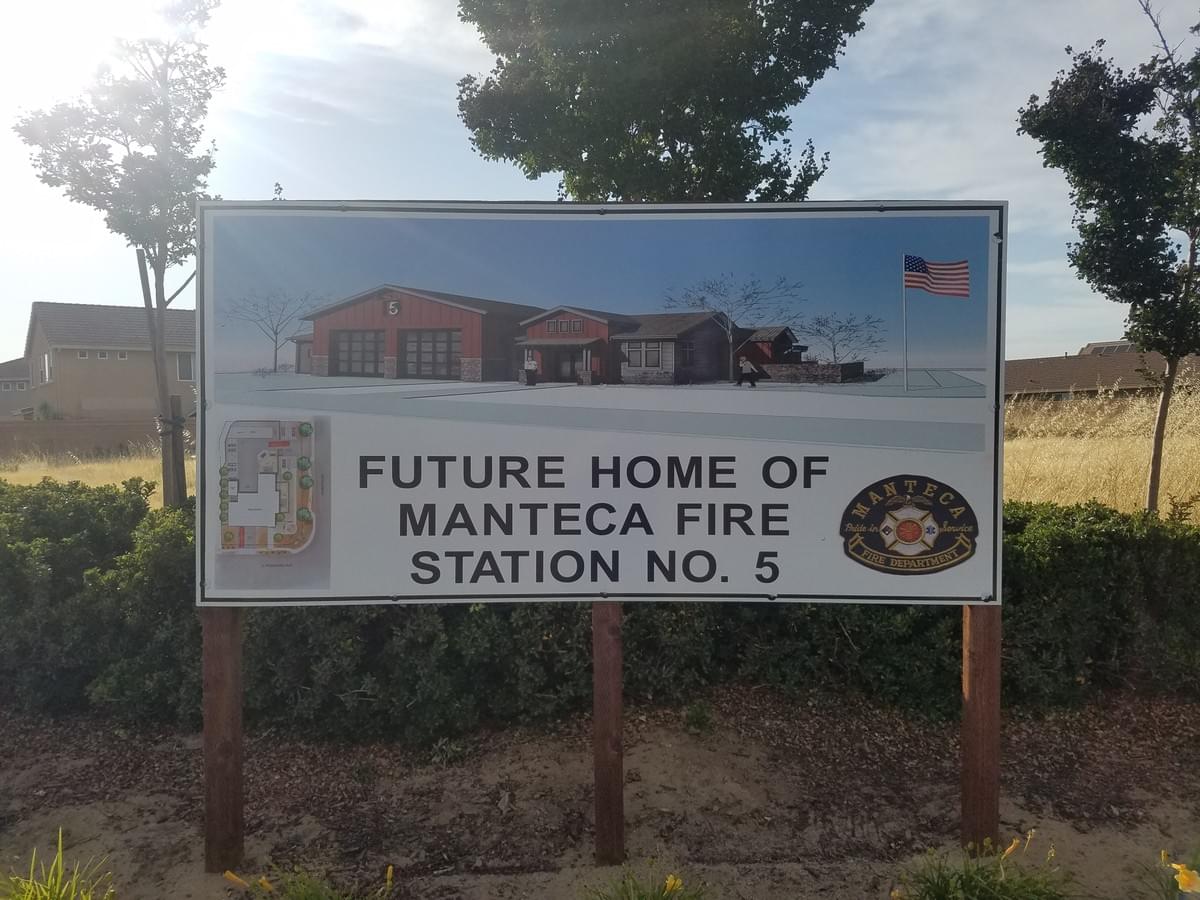 5
FUTURE HOME OF
MANTECA FIRE
STATION NO. 5
MANTECA
Pride in Service
FIRE DEPARTMENT